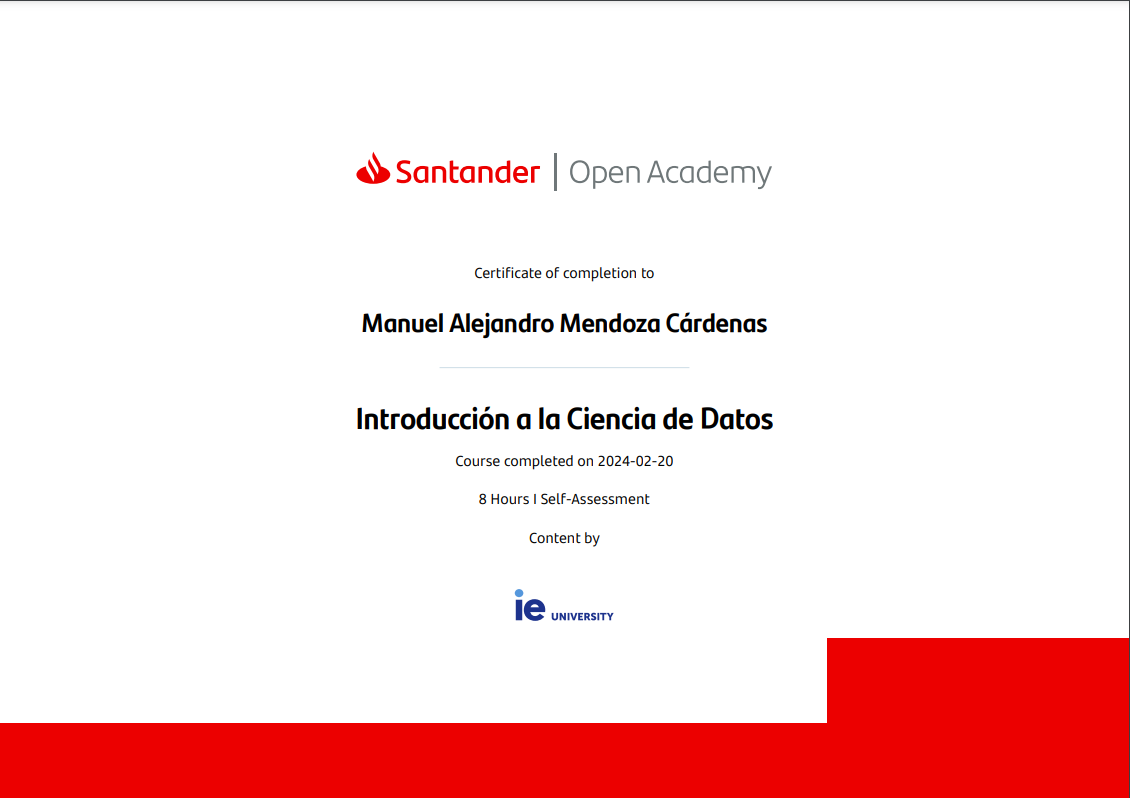 Santander | Open Academy
Certificate of completion to
Manuel Alejandro Mendoza Cárdenas
Introducción a la Ciencia de Datos
Course completed on 2024-02-20
8 Hours I Self-Assessment
Content by
ie UNIVERSITY